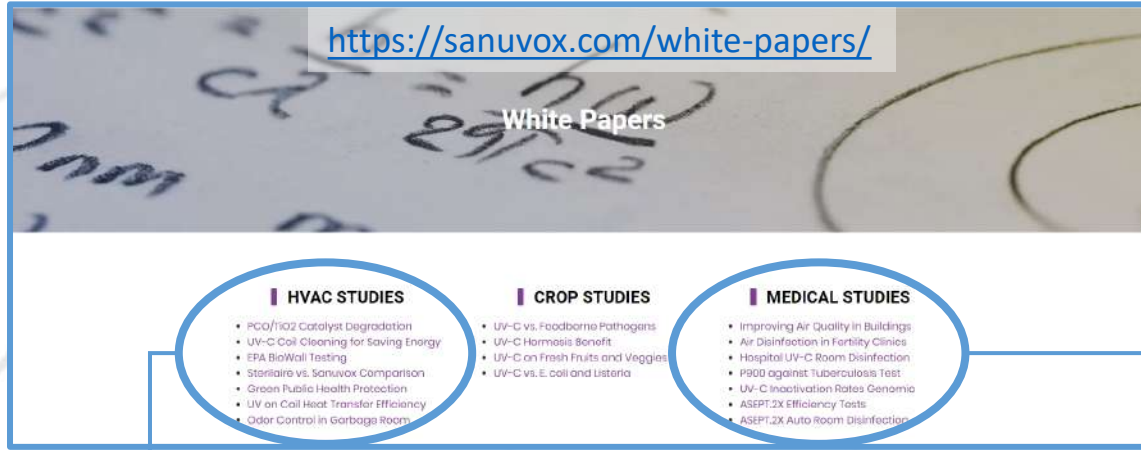 https://sanuvox.com/white-papers/
White Papers
HVAC STUDIES
• PCO/TiO2 Catalyst Degradation
• UV-C Coil Cleaning for Saving Energy
• EPA BioWall Testing
• Sterilaire vs. Sanuvox Comparison
• Green Public Health Protection
• UV on Coil Heat Transfer Efficiency
• Odor Control in Garbage Room
CROP STUDIES
• UV-C vs. Foodborne Pathogens
• UV-C Hormosis Benefit
• UV-C on Fresh Fruits and Veggies
• UV-C vs. E. coli and Listeria
MEDICAL STUDIES
• Improving Air Quality in Buildings
• Air Disinfection in Fertility Clinics
• Hospital UV-C Room Disinfection
• P900 against Tuberculosis Test
• UV-C Inactivation Rates Genomic
• ASEPT.2X Efficiency Tests
• ASEPT.2X Auto Room Disinfection